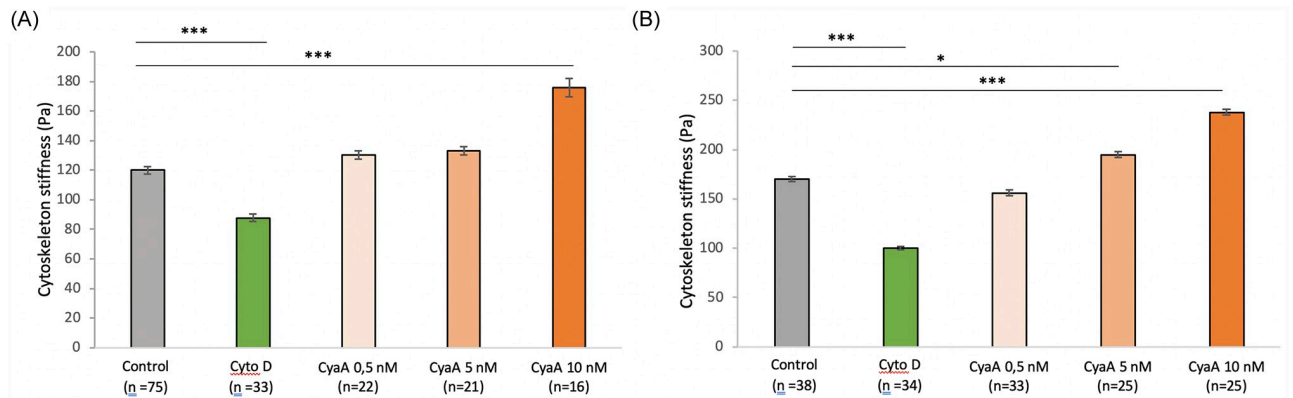 (A)
***
***
200
180
160
140
120
100
80
60
40
20
0
Cytoskeleton stiffness (Pa)
Control Cyto D CyaA 0,5 nM CyaA 5 nM CyaA 10 nM
(n =75) (n =33) (n=22) (n=21) (n=16)
(B)
***
*
***
300
250
200
150
100
50
0
Cytoskeleton stiffness (Pa)
Control Cyto D CyaA 0,5 nM CyaA 5 nM CyaA 10 nM
(n =38) (n =34) (n=33) (n=25) (n=25)